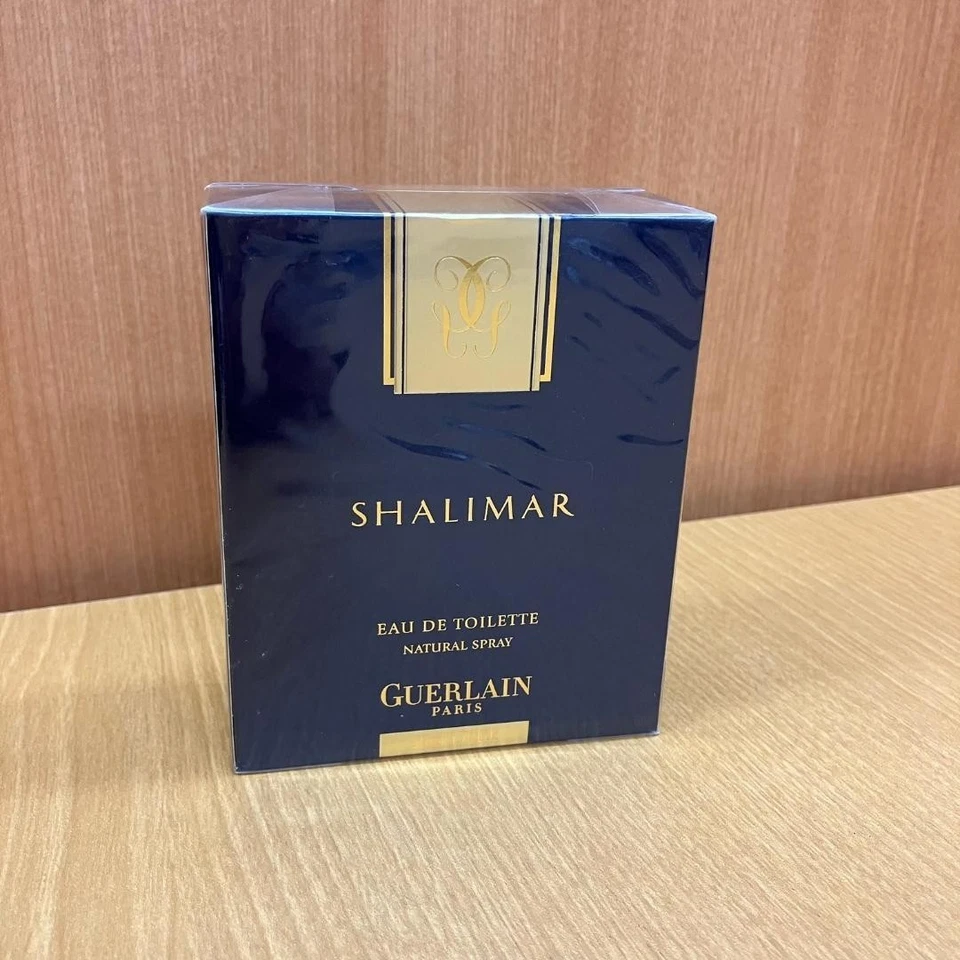 SHALIMAR
EAU DE TOILETTE
NATURAL SPRAY
GUERLAIN
PARIS